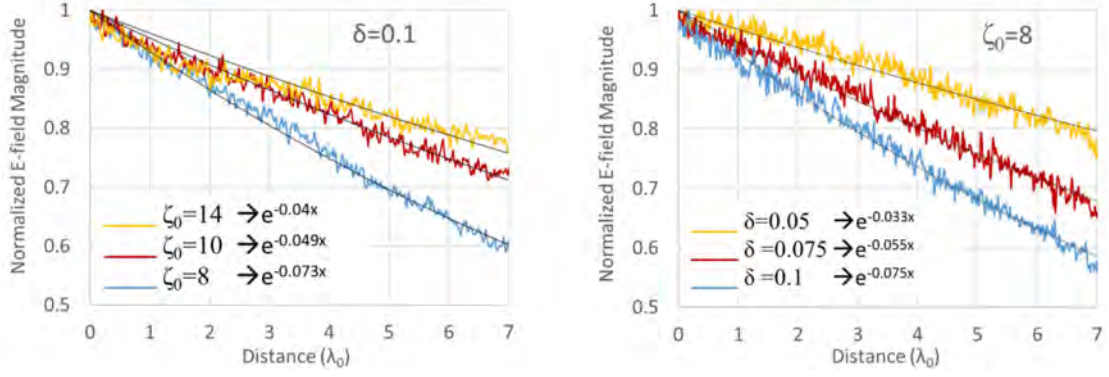 Normalized E-field Magnitude
1
0.9
0.8
0.7
0.6
0.5
δ=0.1
ζ0=14 →e-0.04x
ζ0=10 →e-0.049x
ζ0=8 →e-0.073x
0 1 2 3 4 5 6 7
Distance (λ0)
Normalized E-field Magnitude
1
0.9
0.8
0.7
0.6
0.5
ζ0=8
δ=0.05 →e-0.033x
δ =0.075 →e-0.055x
δ =0.1 →e-0.075x
0 1 2 3 4 5 6 7
Distance (λ0)